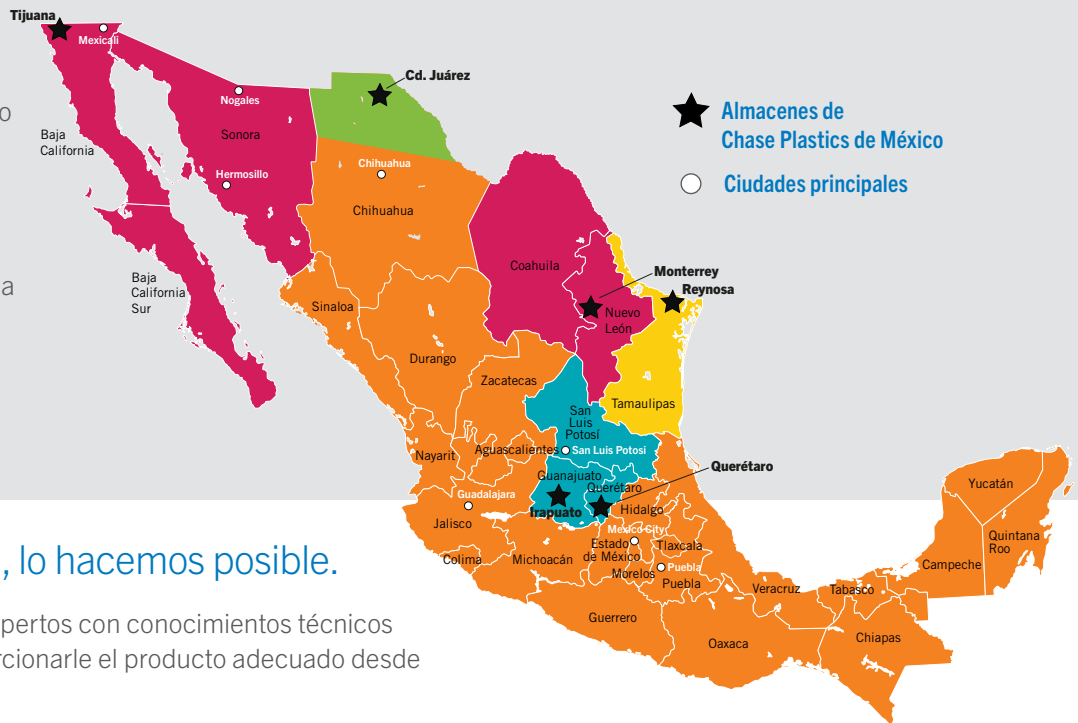 Tijuana
Mexicali
Cd. Juárez
Nogales
o
Almacenes de
Chase Plastics de México
Baja
California
Sonora
Chihuahua
Hermosillo
Ciudades principales
Chihuahua
Coahuila
Monterrey
Reynosa
a
Baja
California
Sur
Sinaloa
Nuevo
León
Durango
Zacatecas
Tamaulipas
San
Luis
Potosí
Nayarit
Aguascalientes
San Luis Potosi
Querétaro
Guanajuato
Querétaro
Yucatán
Guadalajara
Irapuato
Hidalgo
Jalisco
Mexico City
Quintana
Roo
, lo hacemos posible.
Colima
Michoacán
Estado
de México
Tlaxcala
Campeche
Morelos
Puebla
Puebla
Veracruz
Tabasco
pertos con conocimientos técnicos
Guerrero
Oaxaca
Chiapas
rcionarle el producto adecuado desde